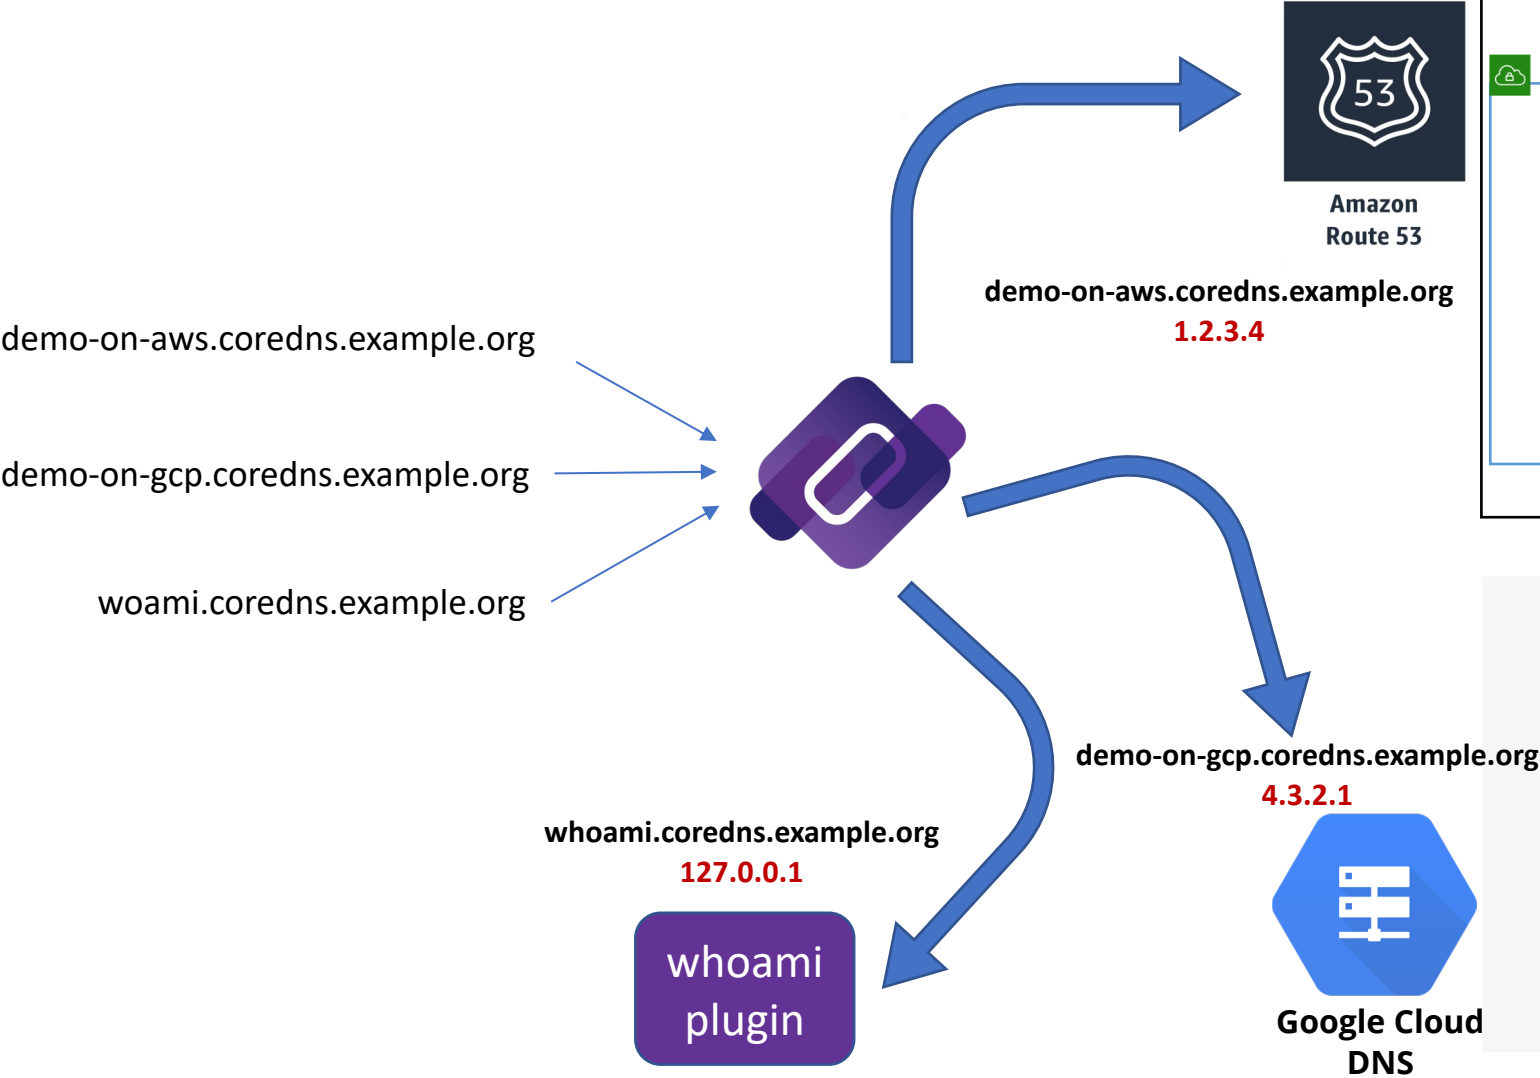 53
Amazon
Route 53
demo-on-aws.coredns.example.org
1.2.3.4
demo-on-aws.coredns.example.org
demo-on-gcp.coredns.example.org
woami.coredns.example.org
demo-on-gcp.coredns.example.org
4.3.2.1
whoami.coredns.example.org
127.0.0.1
whoami
plugin
Google Cloud
DNS